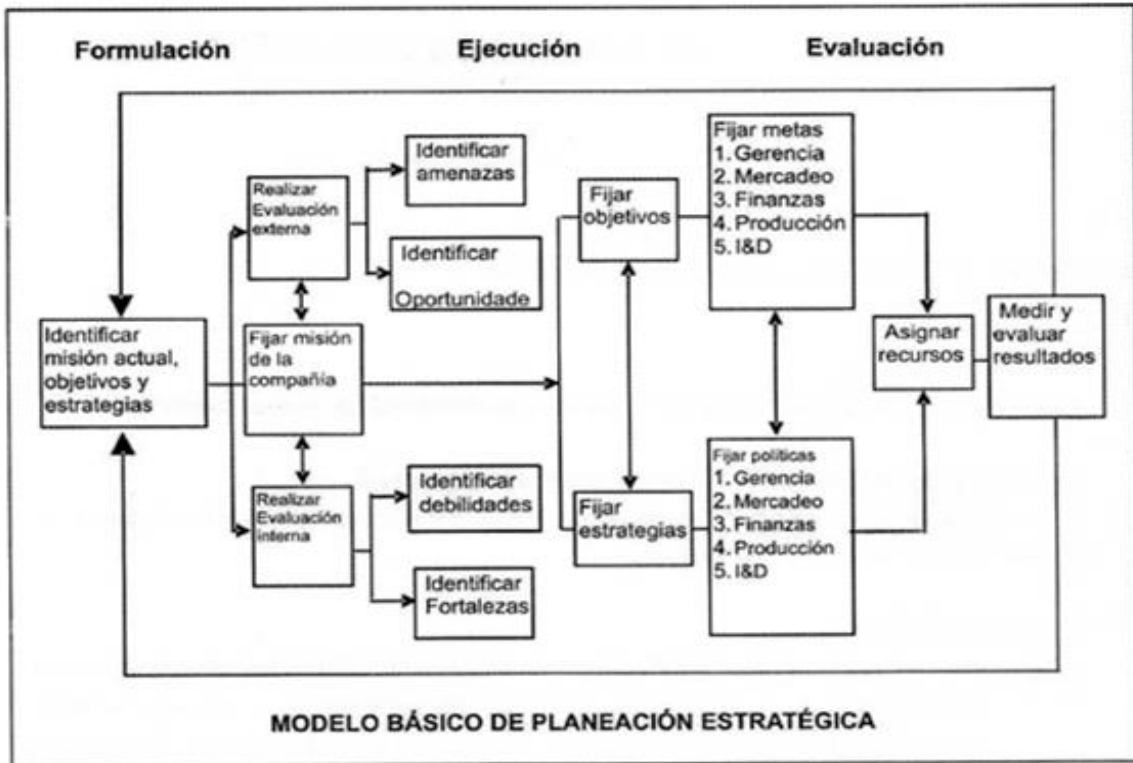 Formulación
Ejecución
Evaluación
Identificar
misión actual,
objetivos y
estrategias
Realizar
Evaluación
externa
Identificar
amenazas
Identificar
Oportunidade
Fijar misión
de la
compañía
Realizar
Evaluación
interna
Identificar
debilidades
Identificar
Fortalezas
Fijar
objetivos
Fijar
estrategias
Fijar metas
1. Gerencia
2. Mercadeo
3. Finanzas
4. Producción
5. I&D
Fijar políticas
1. Gerencia
2. Mercadeo
3. Finanzas
4. Producción
5. I&D
Asignar
recursos
Medir y
evaluar
resultados
MODELO BÁSICO DE PLANEACIÓN ESTRATÉGICA